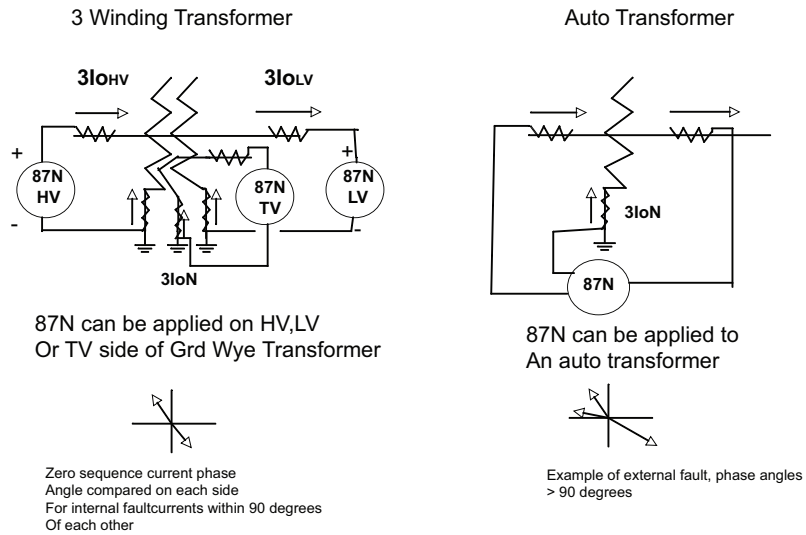 3 Winding Transformer
Auto Transformer
3IoHV
3IoLV
+
87N
HV
-
87N
TV
+
87N
LV
-
3IoN
3IoN
87N
87N can be applied on HV,LV
Or TV side of Grd Wye Transformer
87N can be applied to
An auto transformer
Zero sequence current phase
Angle compared on each side
For internal faultcurrents within 90 degrees
Of each other
Example of external fault, phase angles
> 90 degrees